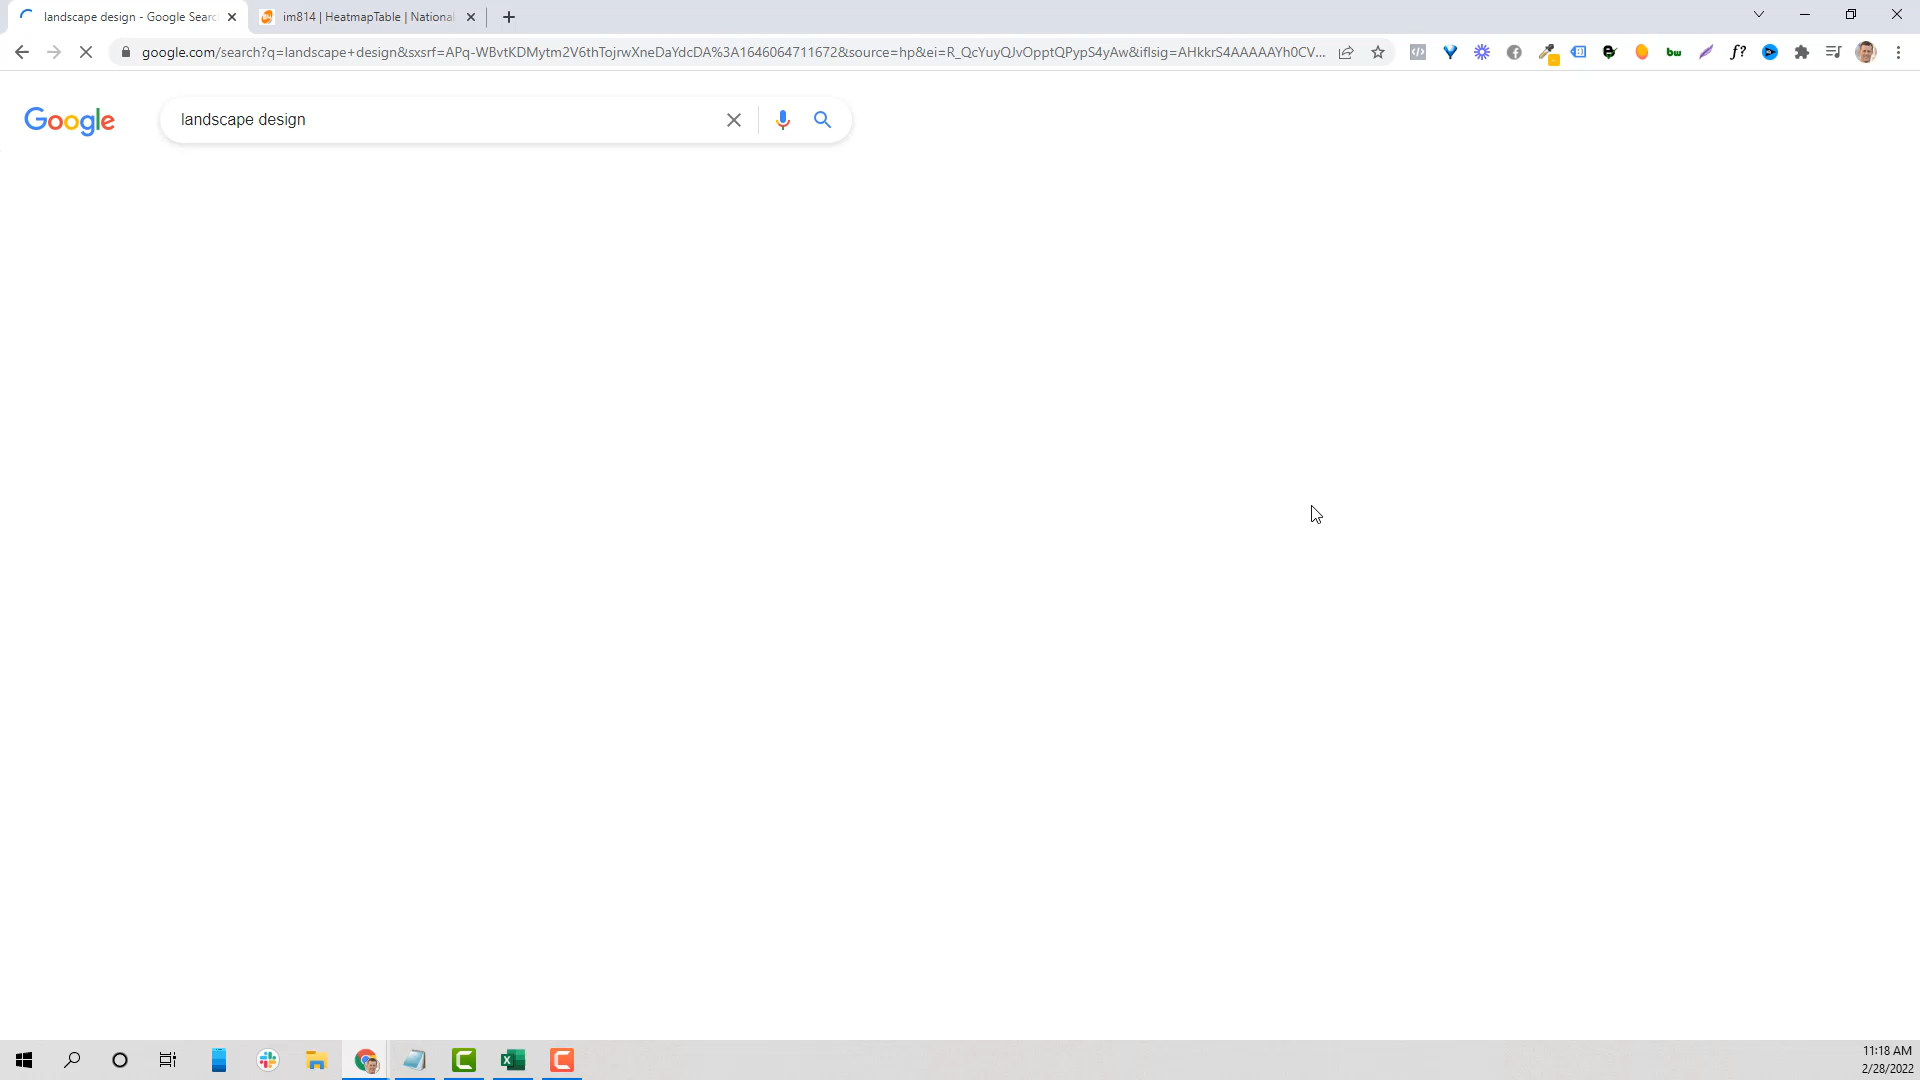 landscape design - Google Searc
im814 | HeatmapTable | National
google.com/search?q=landscape+design&sxsrf=APq-WBvtKDMytm2V6thTojrwXneDaYdcDA%3A1646064711672&source=hp&ei=R_QcYuyQJvOpptQPypS4yAw&iflsig=AHkkrS4AAAAAYh0CV...
bw
f?
Google
landscape design
11:18 AM
2/28/2022